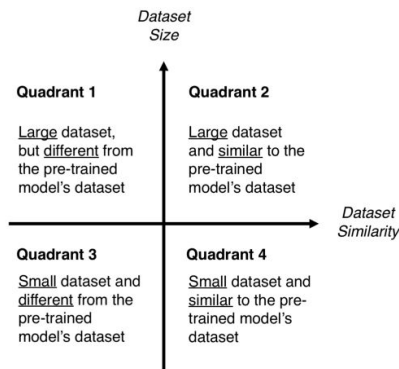 Dataset
Size
Quadrant 1
Large dataset,
but different from
the pre-trained
model's dataset
Quadrant 2
Large dataset
and similar to the
pre-trained
model's dataset
Dataset
Similarity
Quadrant 3
Small dataset and
different from the
pre-trained
model's dataset
Quadrant 4
Small dataset and
similar to the pre-
trained model's
dataset